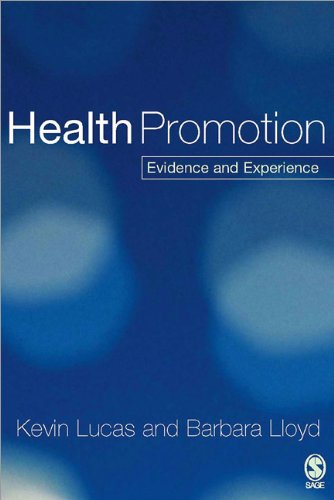 Health Promotion
Evidence and Experience
Kevin Lucas and Barbara Lloyd
S
SAGE